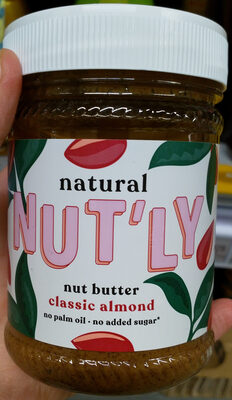 natural
NUT'LY
nut butter
classic almond
no palm oil • no added sugar*